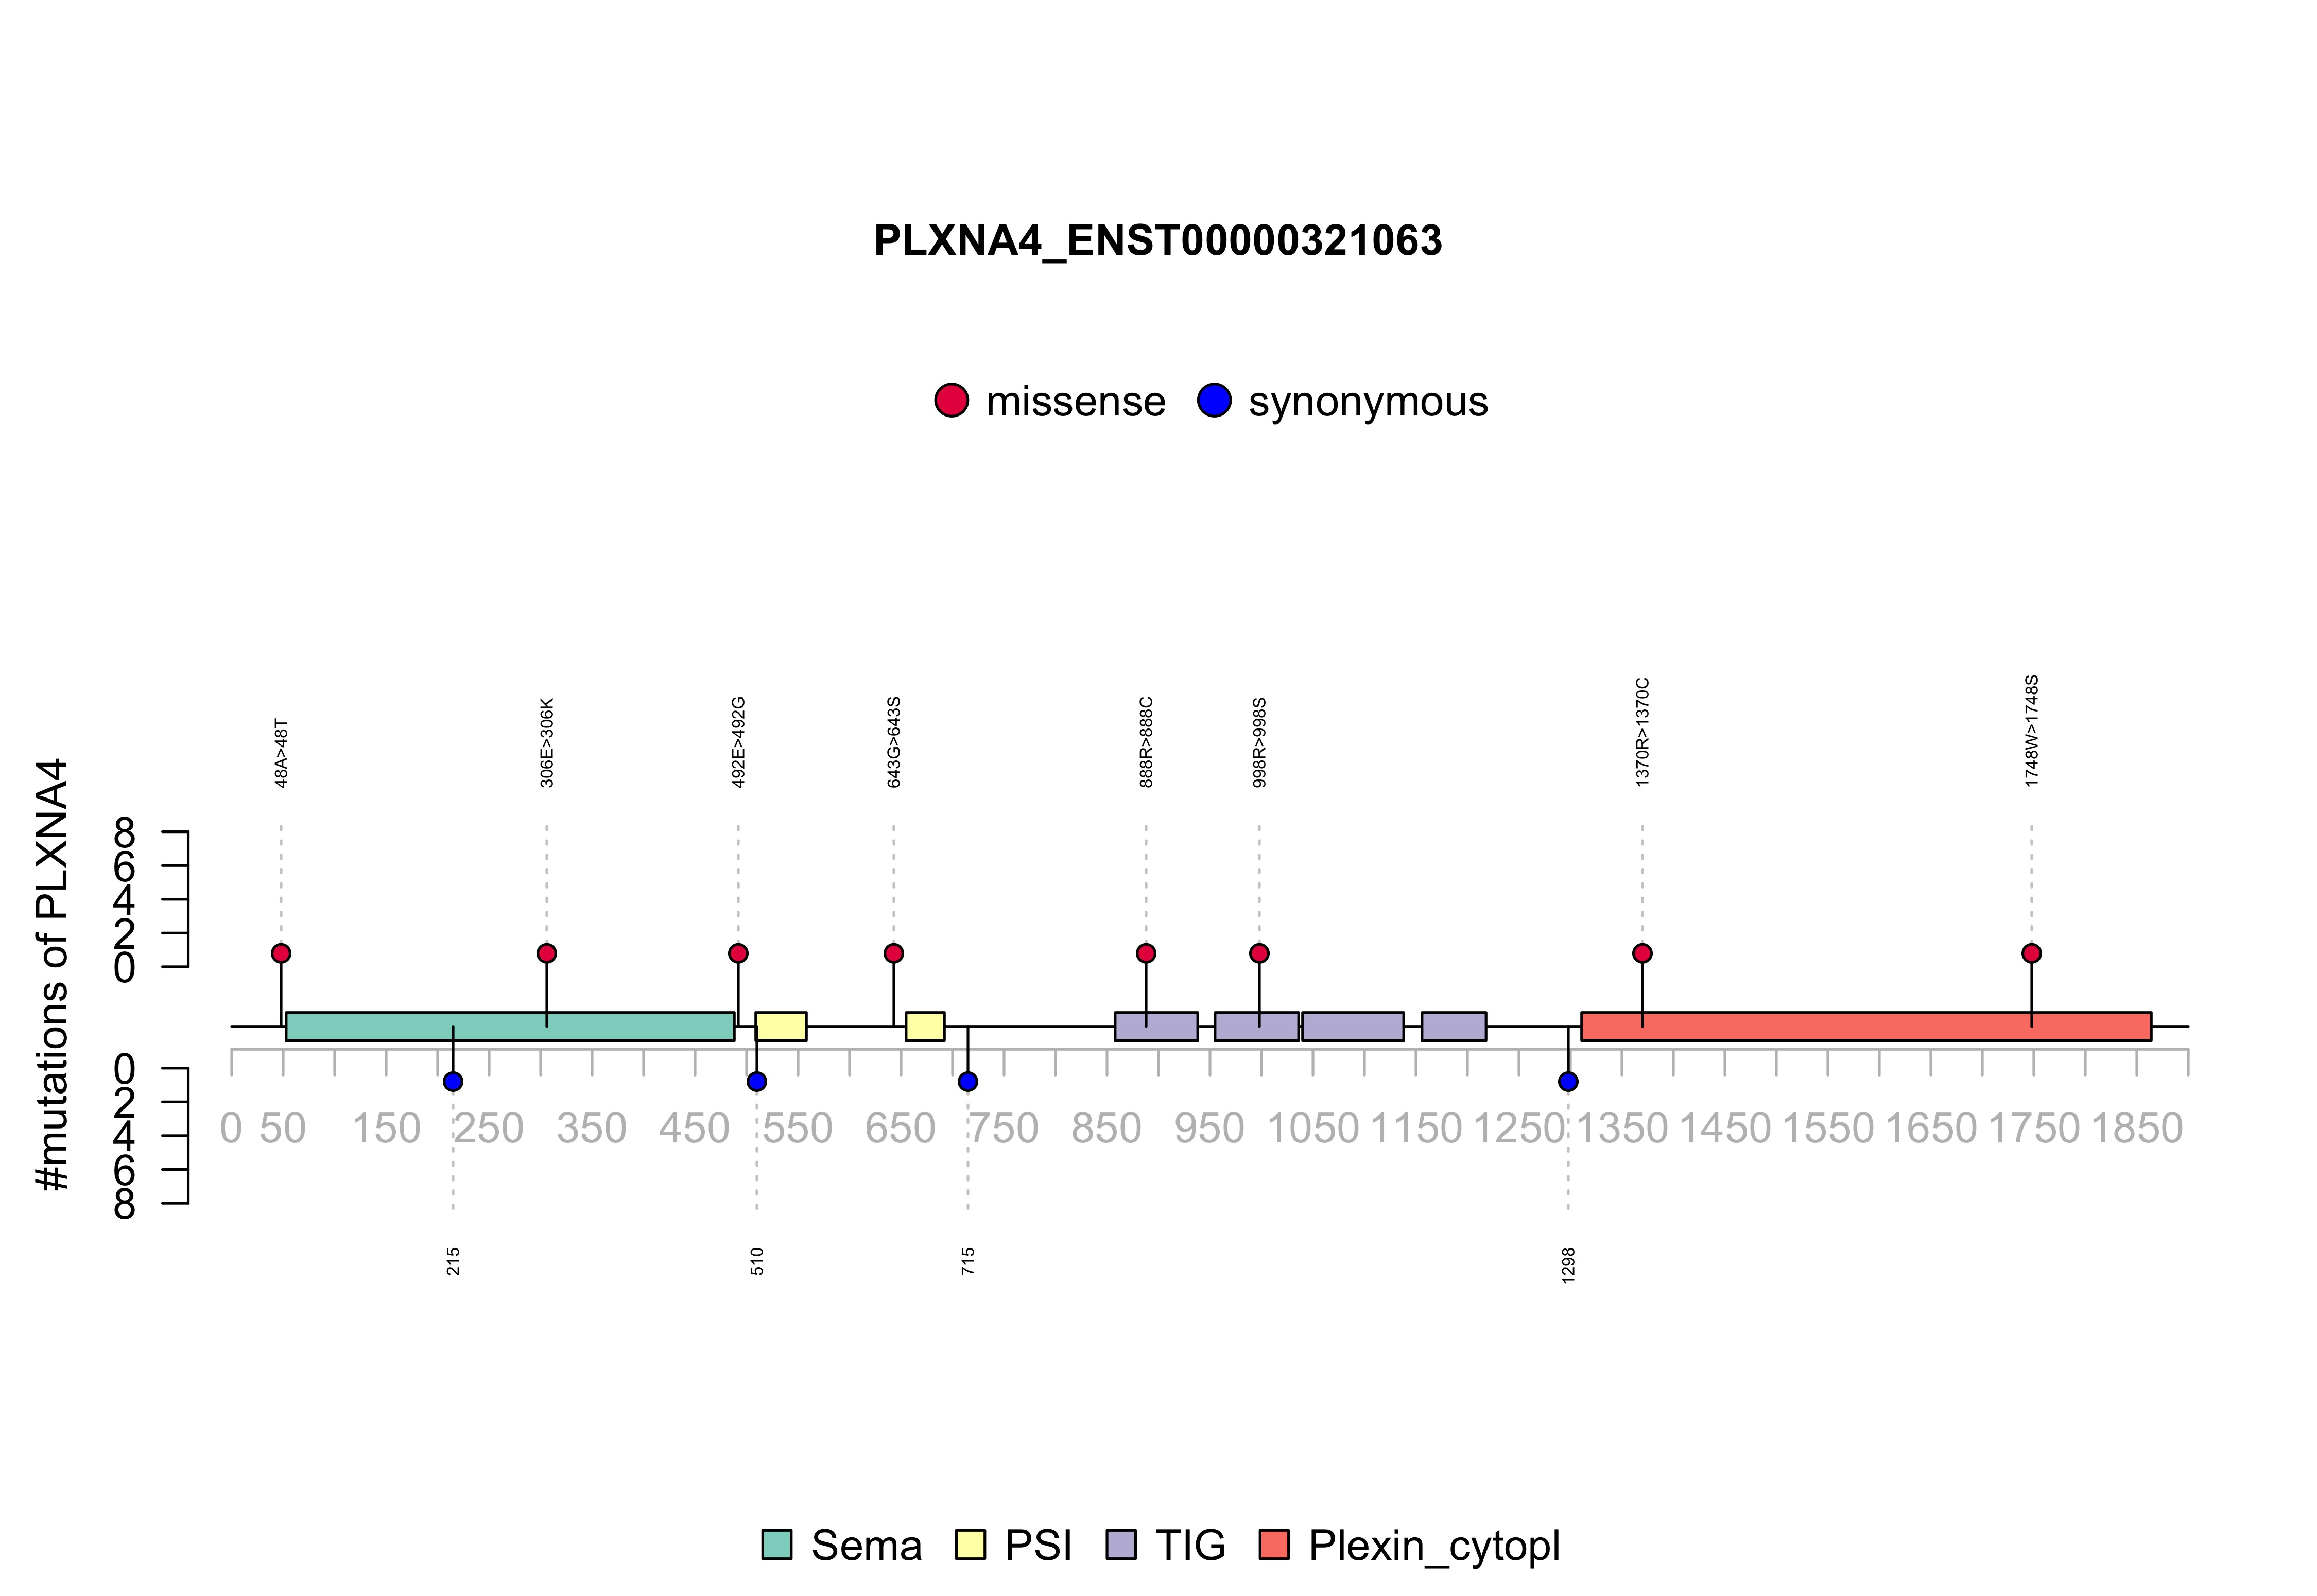 PLXNA4_ENST00000321063
missense synonymous
48A>48T 306E>306K 492E>492G 643G>643S 888R>888C 998R>998S 1370R>1370C 1748W>1748S
#mutations of PLXNA4
8
6
4
2
0
0
2
4
6
8
0 50 150 250 350 450 550 650 750 850 950 1050 1150 1250 1350 1450 1550 1650 1750 1850
215 510 715 1298
Sema PSI TIG Plexin_cytopl